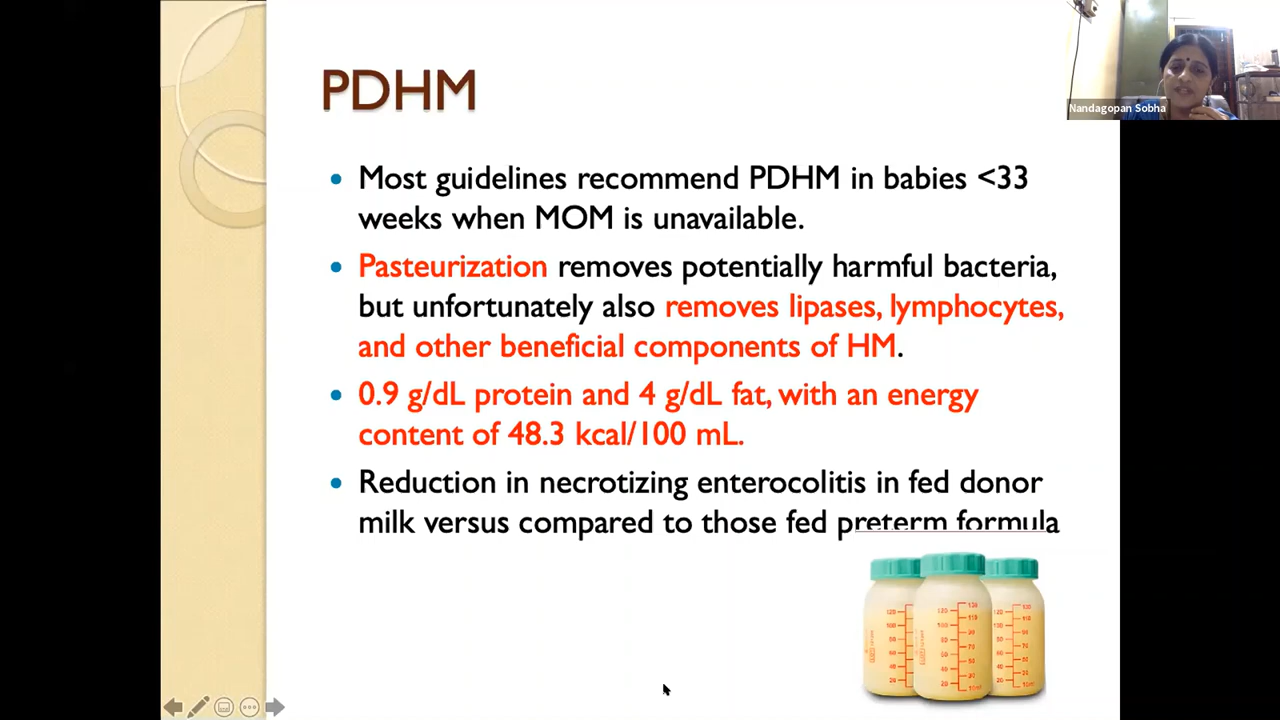 PDHM
Nandagopan Sobha
Most guidelines recommend PDHM in babies <33
weeks when MOM is unavailable.
Pasteurization removes potentially harmful bacteria,
but unfortunately also removes lipases, lymphocytes,
and other beneficial components of HM.
0.9 g/dL protein and 4 g/dL fat, with an energy
content of 48.3 kcal/100 mL.
Reduction in necrotizing enterocolitis in fed donor
milk versus compared to those fed preterm formula